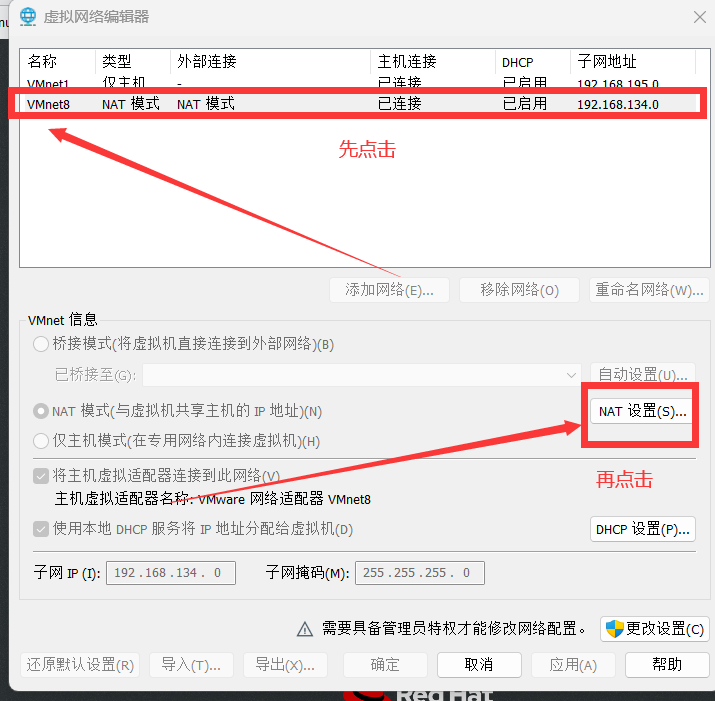 虚拟网络编辑器
名称 类型 外部连接 主机连接 DHCP 子网地址
VMnet1 仅主机... - 已连接 已启用 192.168.195.0
VMnet8 NAT 模式 NAT 模式 已连接 已启用 192.168.134.0
先点击
添加网络(E)... 移除网络(O) 重命名网络(W)...
VMnet 信息
桥接模式(将虚拟机直接连接到外部网络)(B)
已桥接至(G): 自动设置(U)...
NAT 模式(与虚拟机共享主机的 IP 地址)(N) NAT 设置(S)...
仅主机模式(在专用网络内连接虚拟机)(H)
将主机虚拟适配器连接到此网络(V)
再点击
主机虚拟适配器名称: VMware 网络适配器 VMnet8
使用本地 DHCP 服务将 IP 地址分配给虚拟机(D) DHCP 设置(P)...
子网 IP (I): 192 .168 .134 . 0 子网掩码(M): 255 .255 .255 . 0
需要具备管理员特权才能修改网络配置。 更改设置(C)
还原默认设置(R) 导入(T)... 导出(X)... 确定 取消 应用(A) 帮助
Red Hat